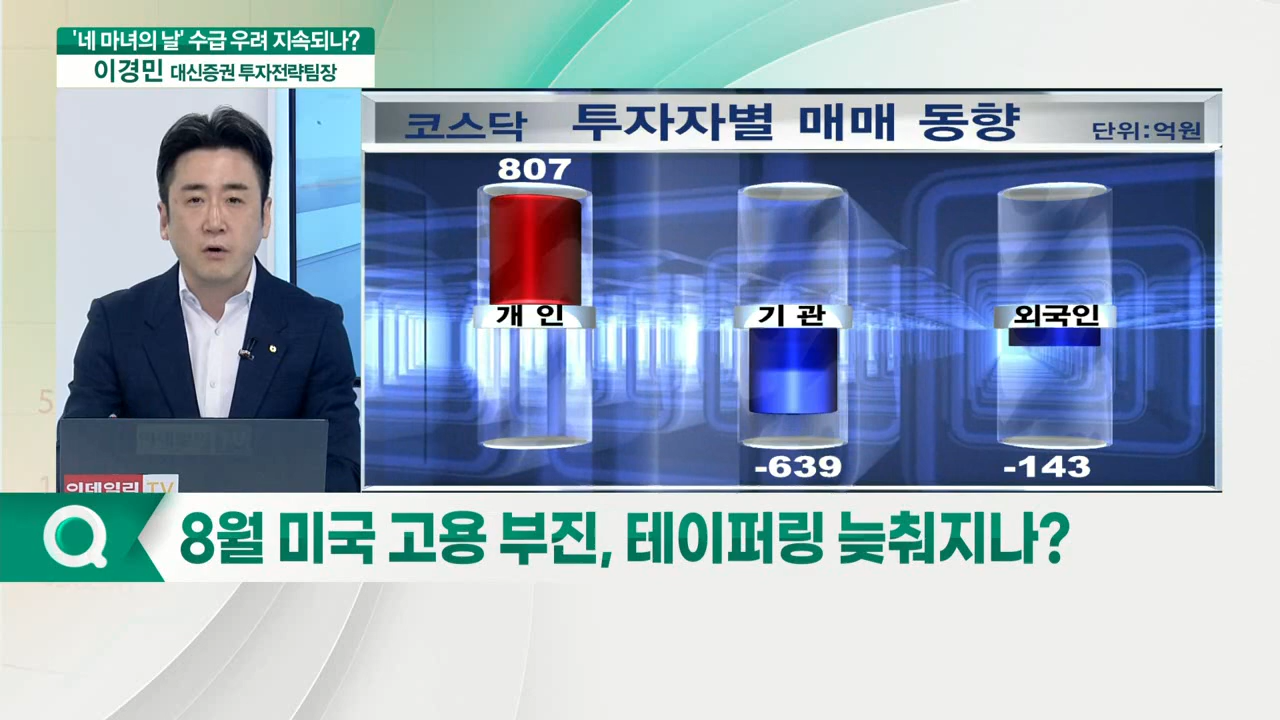 '네 마녀의 날' 수급 우려 지속되나?
이경민 대신증권 투자전략팀장
코스닥 투자자별 매매 동향 단위:억원
807
개인 기관 외국인
-639 -143
이데일리 TV
Q 8월 미국 고용 부진, 테이퍼링 늦춰지나?
5
1